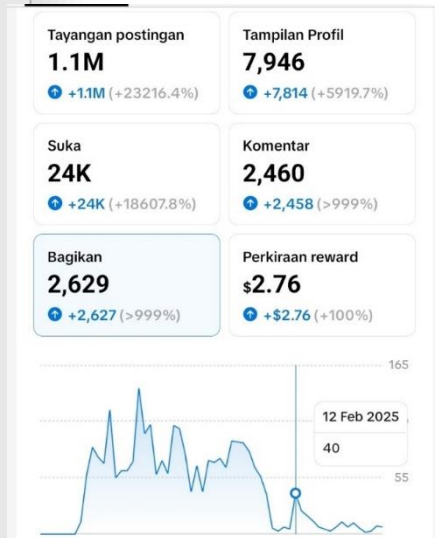 Tayangan postingan
1.1M
+1.1M (+23216.4%)
Tampilan Profil
7,946
+7,814 (+5919.7%)
Suka
24K
+24K (+18607.8%)
Komentar
2,460
+2,458 (>999%)
Bagikan
2,629
+2,627 (>999%)
Perkiraan reward
$2.76
+$2.76 (+100%)
165
12 Feb 2025
40
55